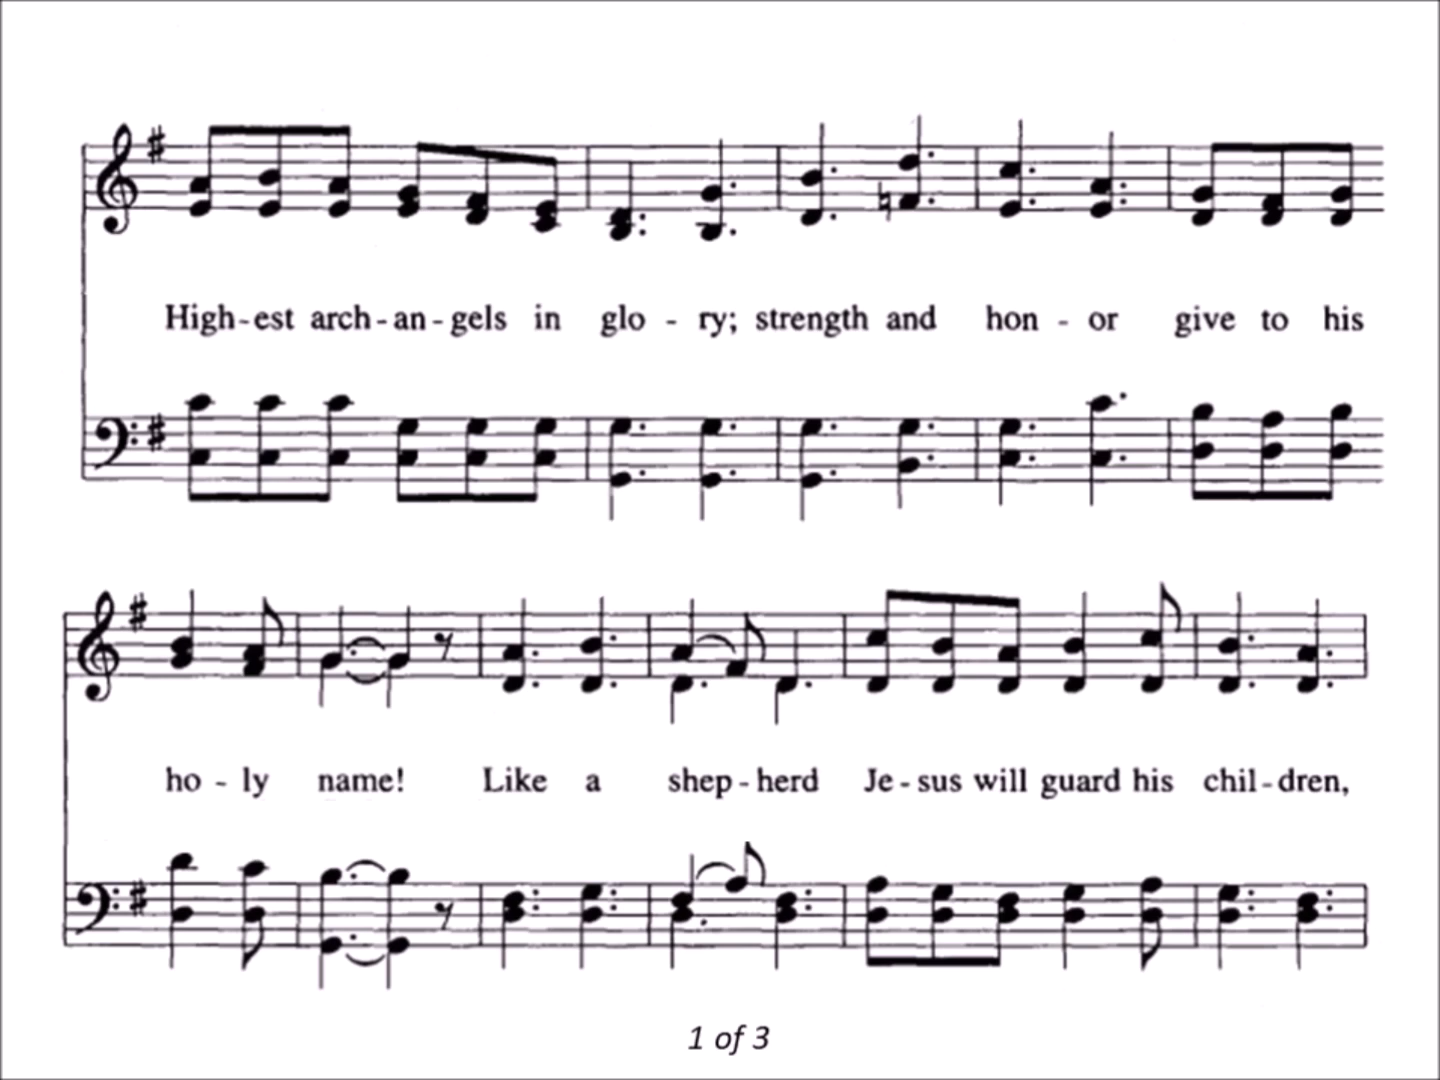 High-est arch-an-gels in glo-ry; strength and hon-or give to his
ho-ly name! Like a shep-herd Je-sus will guard his chil-dren,
1 of 3